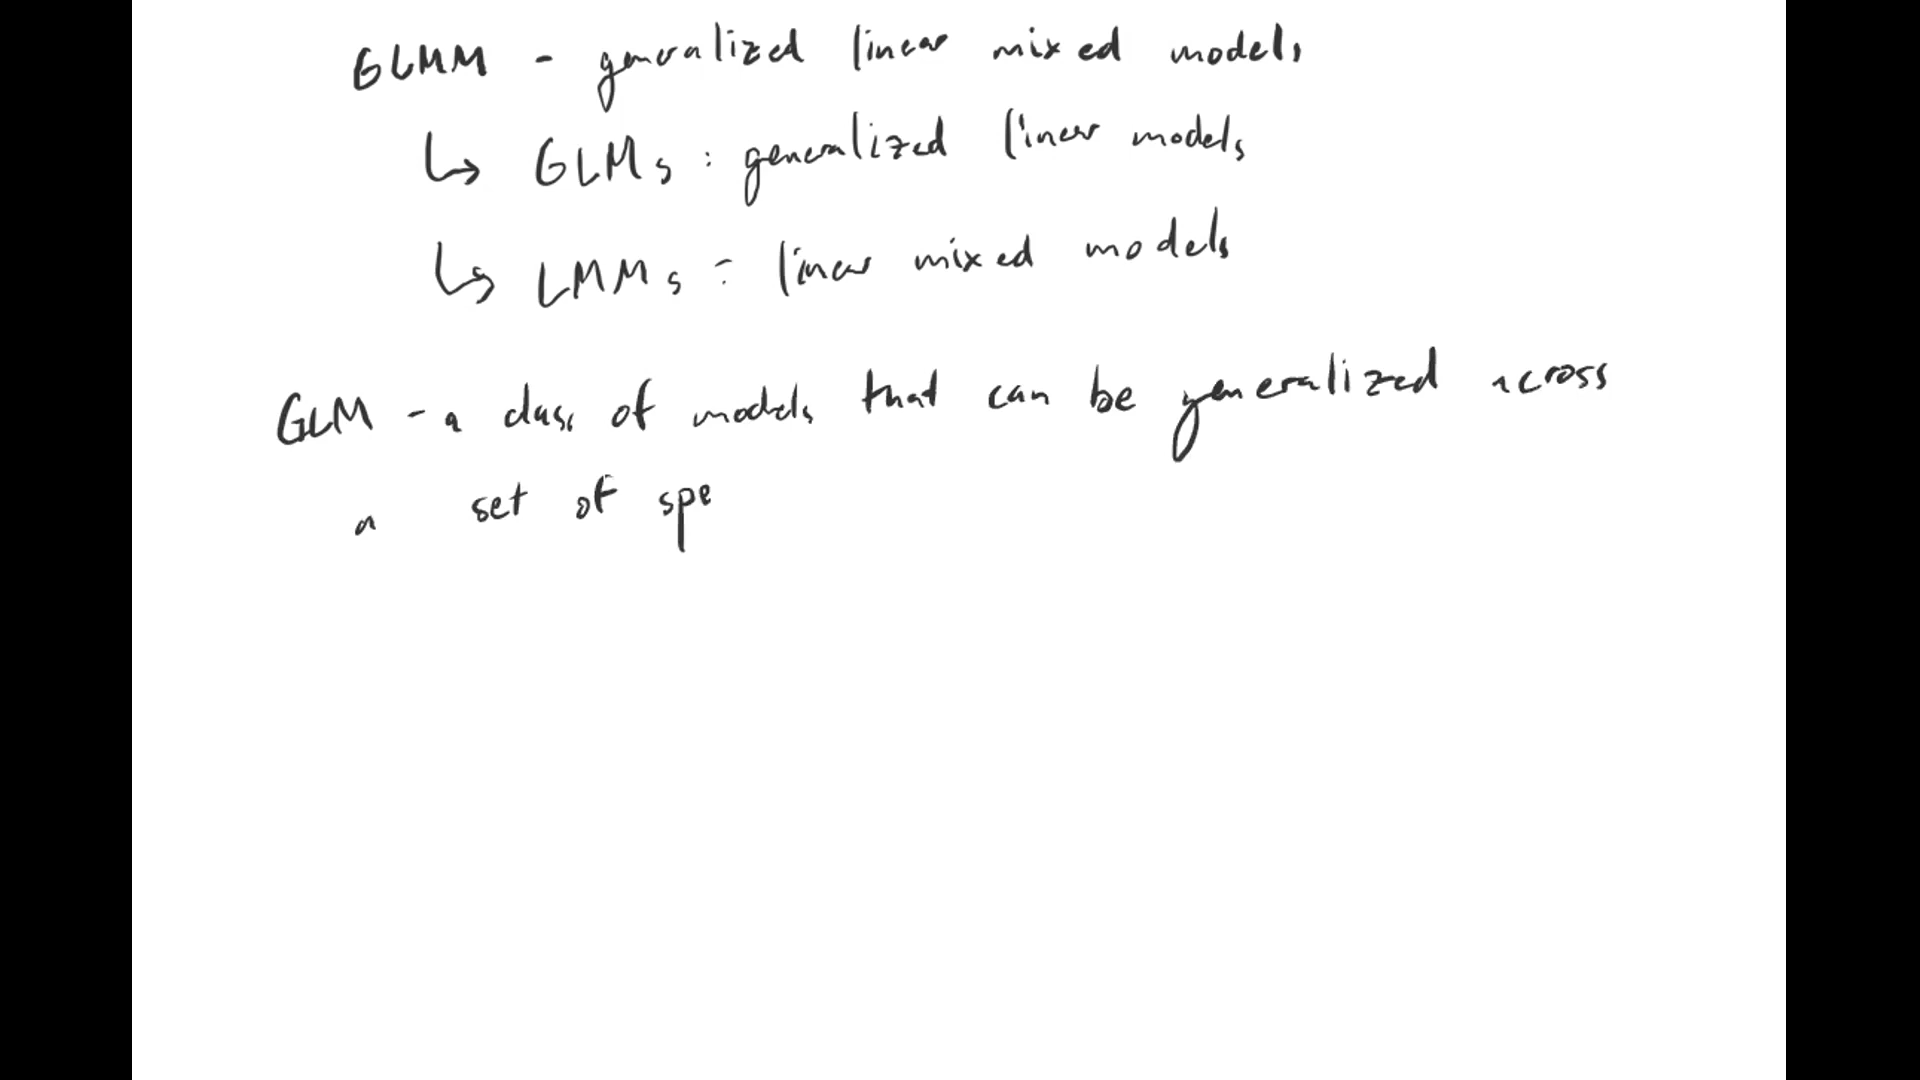 GLMM - generalized linear mixed models
↳ GLMs : generalized linear models
↳ LMMs : linear mixed models
GLM - a class of models that can be generalized across
a set of spe